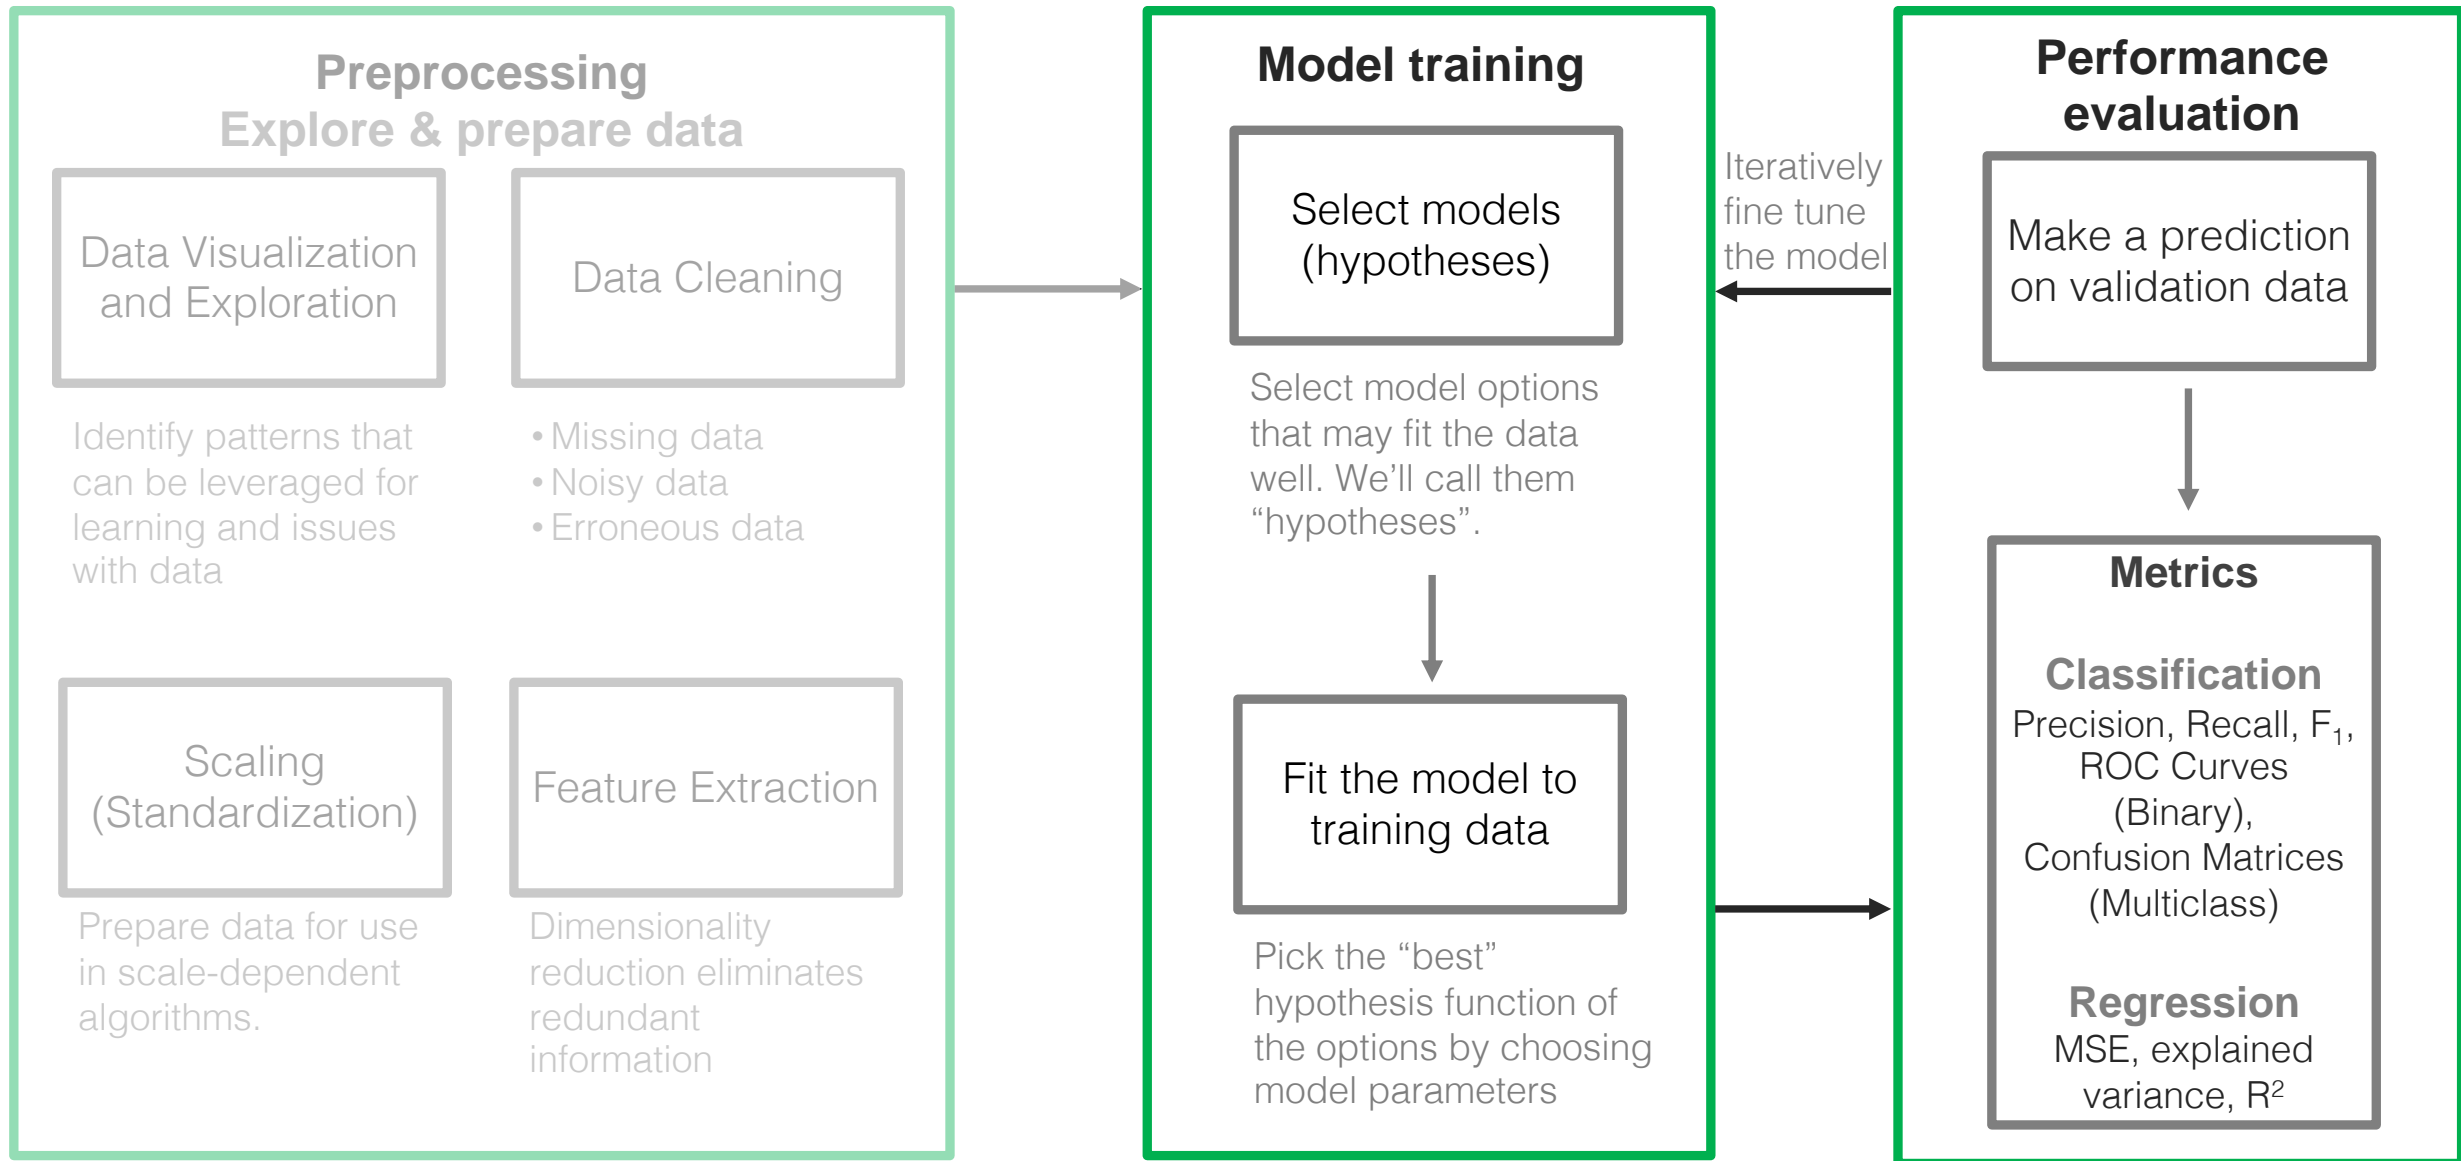 Preprocessing
Explore & prepare data
Data Visualization
and Exploration
Identify patterns that
can be leveraged for
learning and issues
with data
Data Cleaning
• Missing data
• Noisy data
• Erroneous data
Scaling
(Standardization)
Prepare data for use
in scale-dependent
algorithms.
Feature Extraction
Dimensionality
reduction eliminates
redundant
information
Model training
Select models
(hypotheses)
Select model options
that may fit the data
well. We’ll call them
“hypotheses”.
Fit the model to
training data
Pick the “best”
hypothesis function of
the options by choosing
model parameters
Iteratively
fine tune
the model
Performance
evaluation
Make a prediction
on validation data
Metrics
Classification
Precision, Recall, F₁,
ROC Curves
(Binary),
Confusion Matrices
(Multiclass)
Regression
MSE, explained
variance, R²